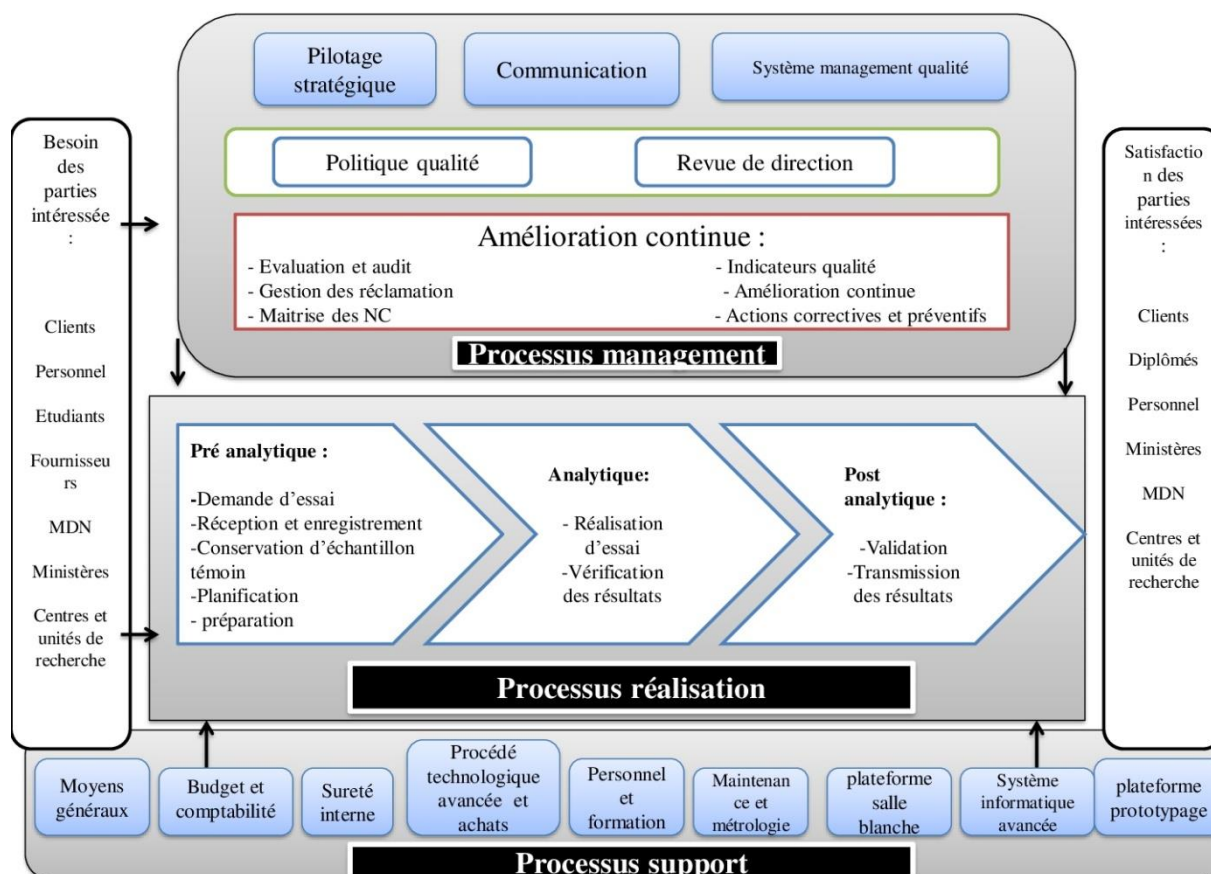 Pilotage
stratégique
Communication
Système management qualité
Politique qualité
Revue de direction
Amélioration continue :
- Evaluation et audit
- Gestion des réclamation
- Maitrise des NC
- Indicateurs qualité
- Amélioration continue
- Actions correctives et préventifs
Processus management
Besoin
des
parties
intéressée
:
Clients
Personnel
Etudiants
Fournisseu
rs
MDN
Ministères
Centres et
unités de
recherche
Pré analytique :
-Demande d'essai
-Réception et enregistrement
-Conservation d'échantillon
témoin
-Planification
- préparation
Analytique:
- Réalisation
d'essai
-Vérification
des résultats
Post
analytique :
-Validation
-Transmission
des résultats
Processus réalisation
Satisfactio
n des
parties
intéressées
:
Clients
Diplômés
Personnel
Ministères
MDN
Centres et
unités de
recherche
Moyens
généraux
Budget et
comptabilité
Sureté
interne
Procédé
technologique
avancée et
achats
Personnel
et
formation
Maintenan
ce et
métrologie
plateforme
salle
blanche
Système
informatique
avancée
plateforme
prototypage
Processus support